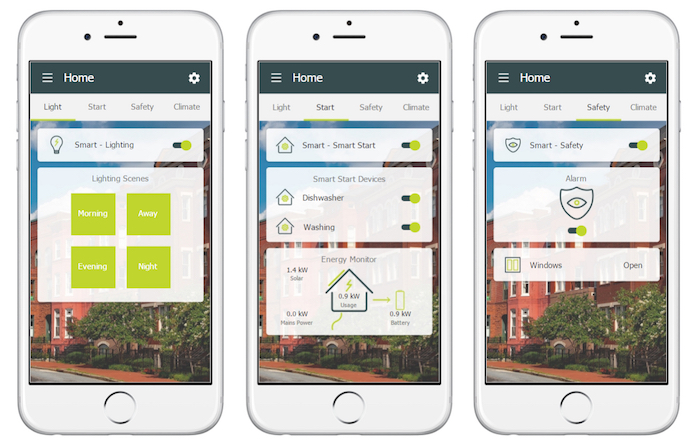 Home
Light Start Safety Climate
Smart - Lighting
Lighting Scenes
Morning Away
Evening Night
Home
Light Start Safety Climate
Smart - Smart Start
Smart Start Devices
Dishwasher
Washing
Energy Monitor
1.4 kW
Solar
0.9 kW
Usage
0.0 kW 0.9 kW
Mains Power Battery
Home
Light Start Safety Climate
Smart - Safety
Alarm
Windows Open